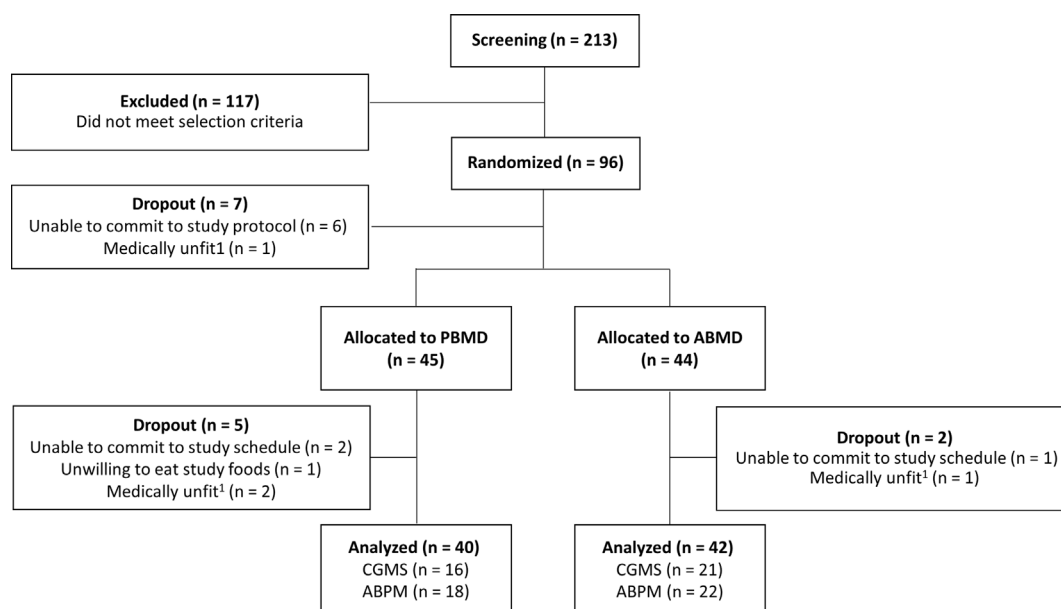 Screening (n = 213)
Excluded (n = 117)
Did not meet selection criteria
Randomized (n = 96)
Dropout (n = 7)
Unable to commit to study protocol (n = 6)
Medically unfit1 (n = 1)
Allocated to PBMD
(n = 45)
Allocated to ABMD
(n = 44)
Dropout (n = 5)
Unable to commit to study schedule (n = 2)
Unwilling to eat study foods (n = 1)
Medically unfit¹ (n = 2)
Dropout (n = 2)
Unable to commit to study schedule (n = 1)
Medically unfit¹ (n = 1)
Analyzed (n = 40)
CGMS (n = 16)
ABPM (n = 18)
Analyzed (n = 42)
CGMS (n = 21)
ABPM (n = 22)